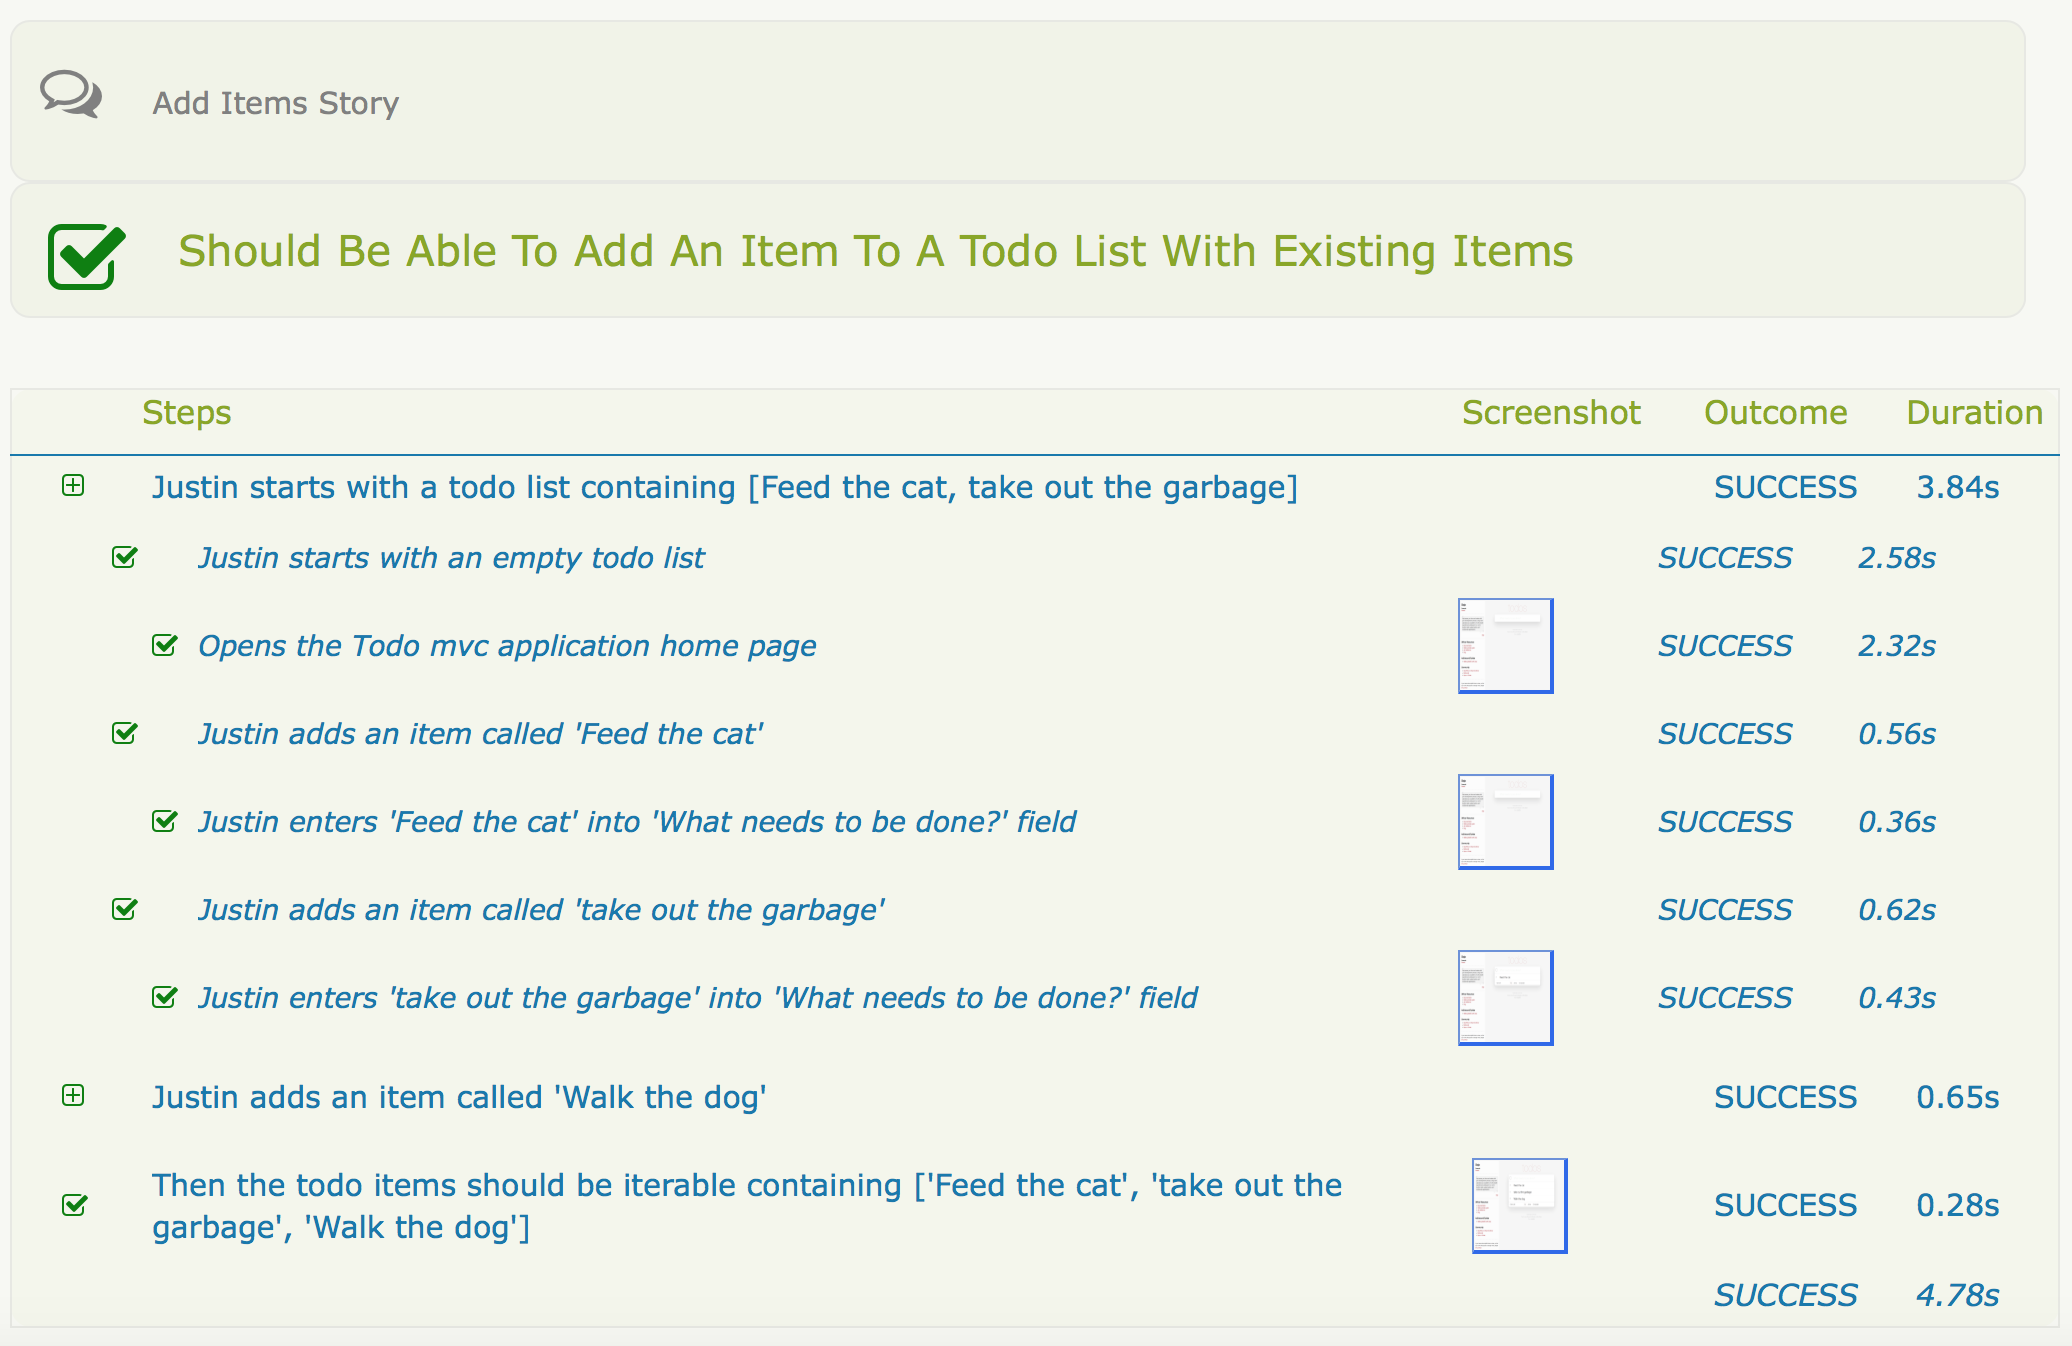 Add Items Story
Should Be Able To Add An Item To A Todo List With Existing Items
Steps Screenshot Outcome Duration
Justin starts with a todo list containing [Feed the cat, take out the garbage] SUCCESS 3.84s
Justin starts with an empty todo list SUCCESS 2.58s
Opens the Todo mvc application home page SUCCESS 2.32s
Justin adds an item called 'Feed the cat' SUCCESS 0.56s
Justin enters 'Feed the cat' into 'What needs to be done?' field SUCCESS 0.36s
Justin adds an item called 'take out the garbage' SUCCESS 0.62s
Justin enters 'take out the garbage' into 'What needs to be done?' field SUCCESS 0.43s
Justin adds an item called 'Walk the dog' SUCCESS 0.65s
Then the todo items should be iterable containing ['Feed the cat', 'take out the
garbage', 'Walk the dog'] SUCCESS 0.28s
SUCCESS 4.78s